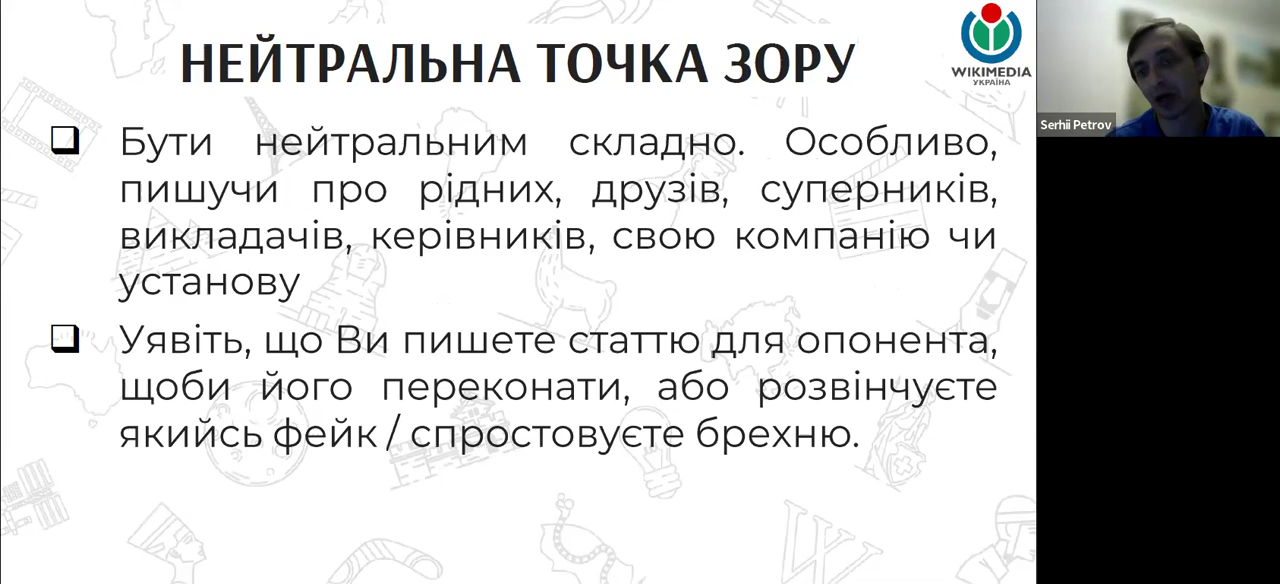 НЕЙТРАЛЬНА ТОЧКА ЗОРУ
WIKIMEDIA
УКРАЇНА
Serhii Petrov
Бути нейтральним складно. Особливо,
пишучи про рідних, друзів, суперників,
викладачів, керівників, свою компанію чи
установу
Уявіть, що Ви пишете статтю для опонента,
щоби його переконати, або розвінчуєте
якийсь фейк / спростовуєте брехню.